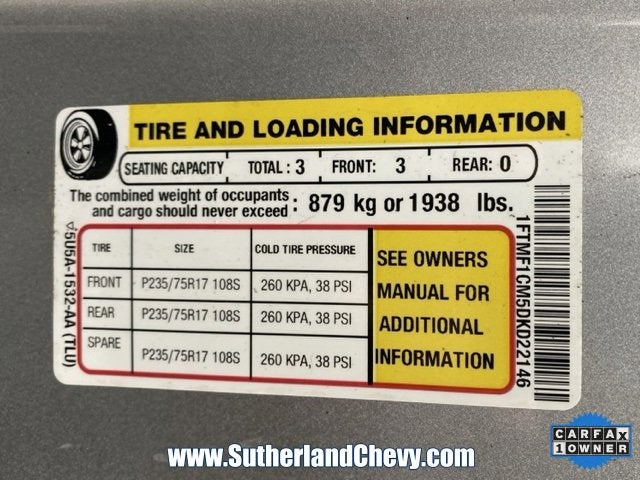 TIRE AND LOADING INFORMATION
SEATING CAPACITY TOTAL : 3 FRONT: 3 REAR: 0
The combined weight of occupants and cargo should never exceed : 879 kg or 1938 lbs.
TIRE SIZE COLD TIRE PRESSURE
FRONT P235/75R17 108S 260 KPA, 38 PSI
REAR P235/75R17 108S 260 KPA, 38 PSI
SPARE P235/75R17 108S 260 KPA, 38 PSI
SEE OWNERS
MANUAL FOR
ADDITIONAL
INFORMATION
5U5A-1532-AA (TLU)
1FTMF1CM5DKD22146
www.SutherlandChevy.com
CARFAX
1 OWNER